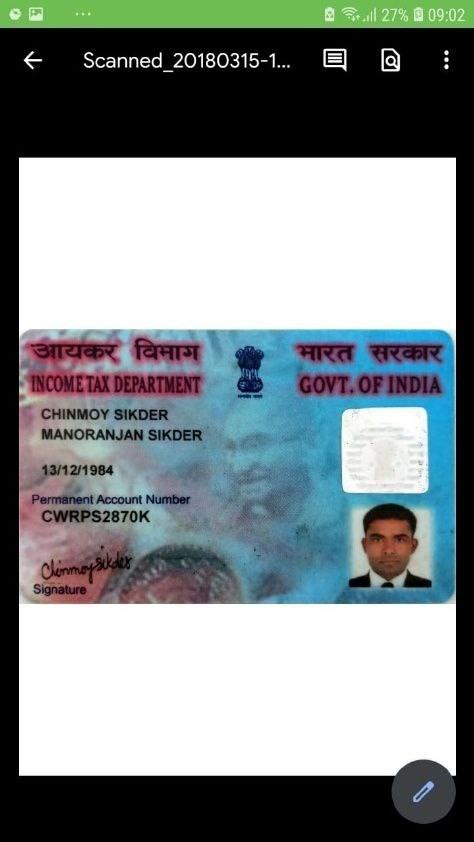 27% 09:02
Scanned_20180315-1...
आयकर विभाग भारत सरकार
INCOME TAX DEPARTMENT GOVT. OF INDIA
CHINMOY SIKDER
MANORANJAN SIKDER
13/12/1984
Permanent Account Number
CWRPS2870K
Chinmoy Sikder
Signature